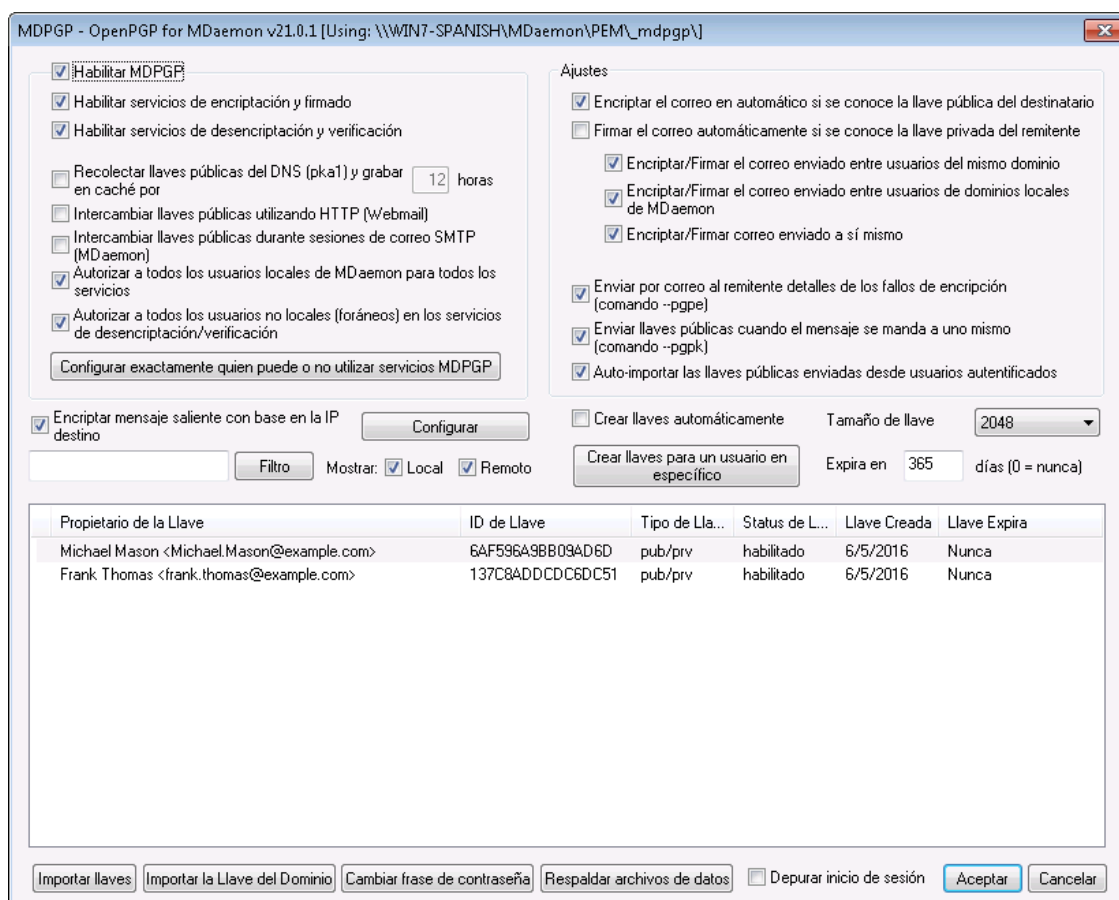 MDPGP - OpenPGP for MDaemon v21.0.1 [Using: \\WIN7-SPANISH\MDaemon\PEM\_mdpgp\]
Habilitar MDPGP
Habilitar servicios de encriptación y firmado
Habilitar servicios de desencriptación y verificación
Recolectar llaves públicas del DNS (pka1) y grabar
en caché por
12 horas
Intercambiar llaves públicas utilizando HTTP (Webmail)
Intercambiar llaves públicas durante sesiones de correo SMTP
(MDaemon)
Autorizar a todos los usuarios locales de MDaemon para todos los
servicios
Autorizar a todos los usuarios no locales (foráneos) en los servicios
de desencriptación/verificación
Configurar exactamente quien puede o no utilizar servicios MDPGP
Ajustes
Encriptar el correo en automático si se conoce la llave pública del destinatario
Firmar el correo automáticamente si se conoce la llave privada del remitente
Encriptar/Firmar el correo enviado entre usuarios del mismo dominio
Encriptar/Firmar el correo enviado entre usuarios de dominios locales
de MDaemon
Encriptar/Firmar correo enviado a sí mismo
Enviar por correo al remitente detalles de los fallos de encripción
(comando --pgpe)
Enviar llaves públicas cuando el mensaje se manda a uno mismo
(comando --pgpk)
Auto-importar las llaves públicas enviadas desde usuarios autentificados
Encriptar mensaje saliente con base en la IP
destino
Configurar
Filtro
Mostrar: Local Remoto
Crear llaves automáticamente
Tamaño de llave 2048
Crear llaves para un usuario en
específico
Expira en 365 días (0 = nunca)
Propietario de la Llave ID de Llave Tipo de Lla... Status de L... Llave Creada Llave Expira
Michael Mason <Michael.Mason@example.com> 6AF596A9BB09AD6D pub/prv habilitado 6/5/2016 Nunca
Frank Thomas <frank.thomas@example.com> 137C8ADDCDC6DC51 pub/prv habilitado 6/5/2016 Nunca
Importar llaves Importar la Llave del Dominio Cambiar frase de contraseña Respaldar archivos de datos Depurar inicio de sesión Aceptar Cancelar